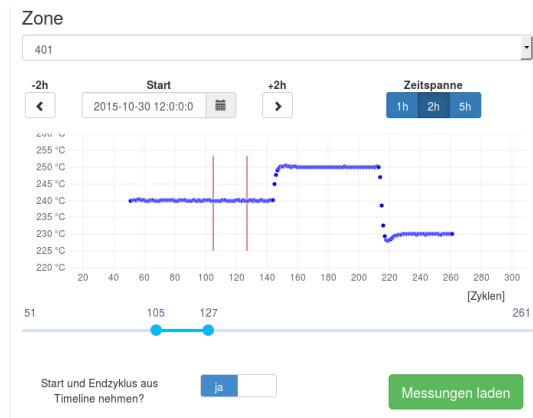 Zone
401
-2h Start +2h Zeitspanne
2015-10-30 12:0:0 1h 2h 5h
260 °C
255 °C
250 °C
245 °C
240 °C
235 °C
230 °C
225 °C
220 °C
20 40 60 80 100 120 140 160 180 200 220 240 260 280 300
[Zyklen]
51 105 127 261
Start und Endzyklus aus
Timeline nehmen?
ja
Messungen laden